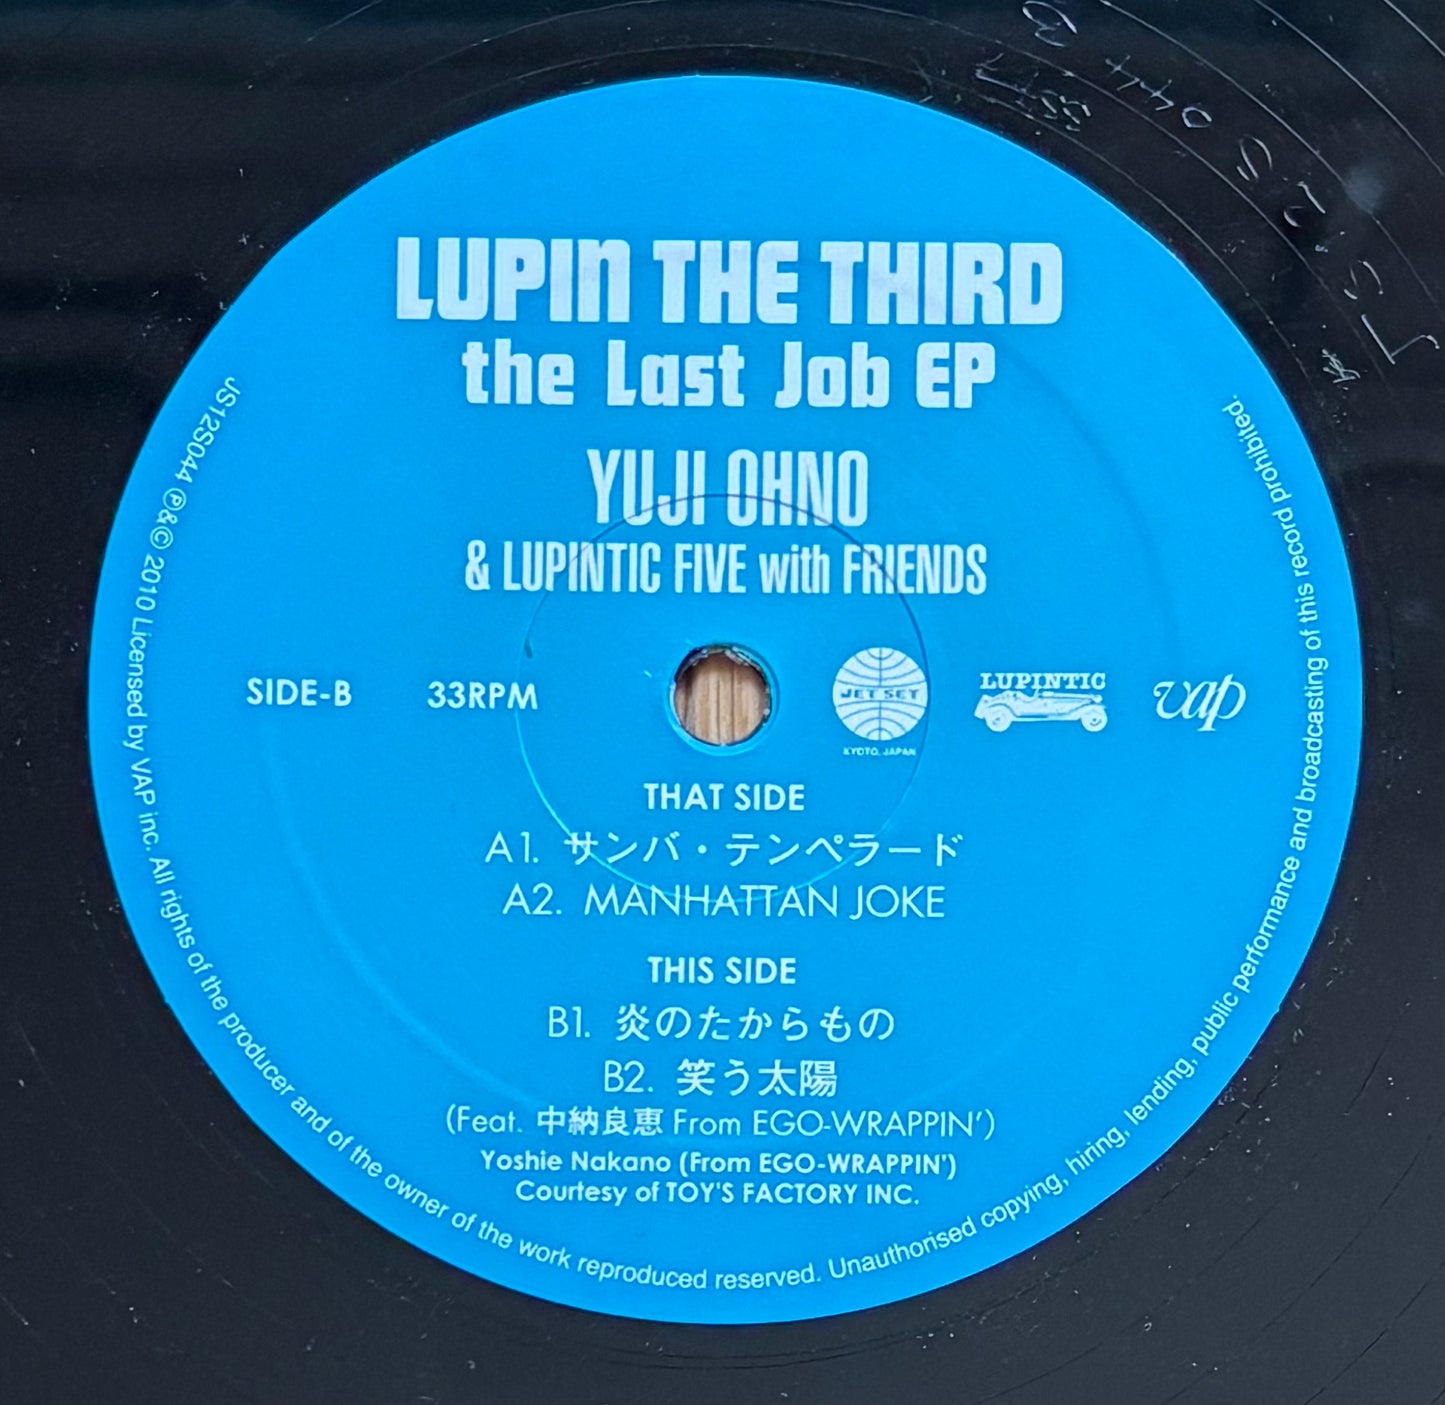 LUPIN THE THIRD
the Last Job EP
YUJI OHNO
& LUPINTIC FIVE with FRIENDS
SIDE-B 33RPM
JET SET
KYOTO, JAPAN
LUPINTIC
vap
THAT SIDE
A1. サンバ・テンペラード
A2. MANHATTAN JOKE
THIS SIDE
B1. 炎のたからもの
B2. 笑う太陽
(Feat. 中納良恵 From EGO-WRAPPIN')
Yoshie Nakano (From EGO-WRAPPIN')
Courtesy of TOY'S FACTORY INC.
JS12S044 ℗&© 2010 Licensed by VAP inc. All rights of the producer and of the owner of the work reproduced reserved. Unauthorised copying, hiring, lending, public performance and broadcasting of this record prohibited.